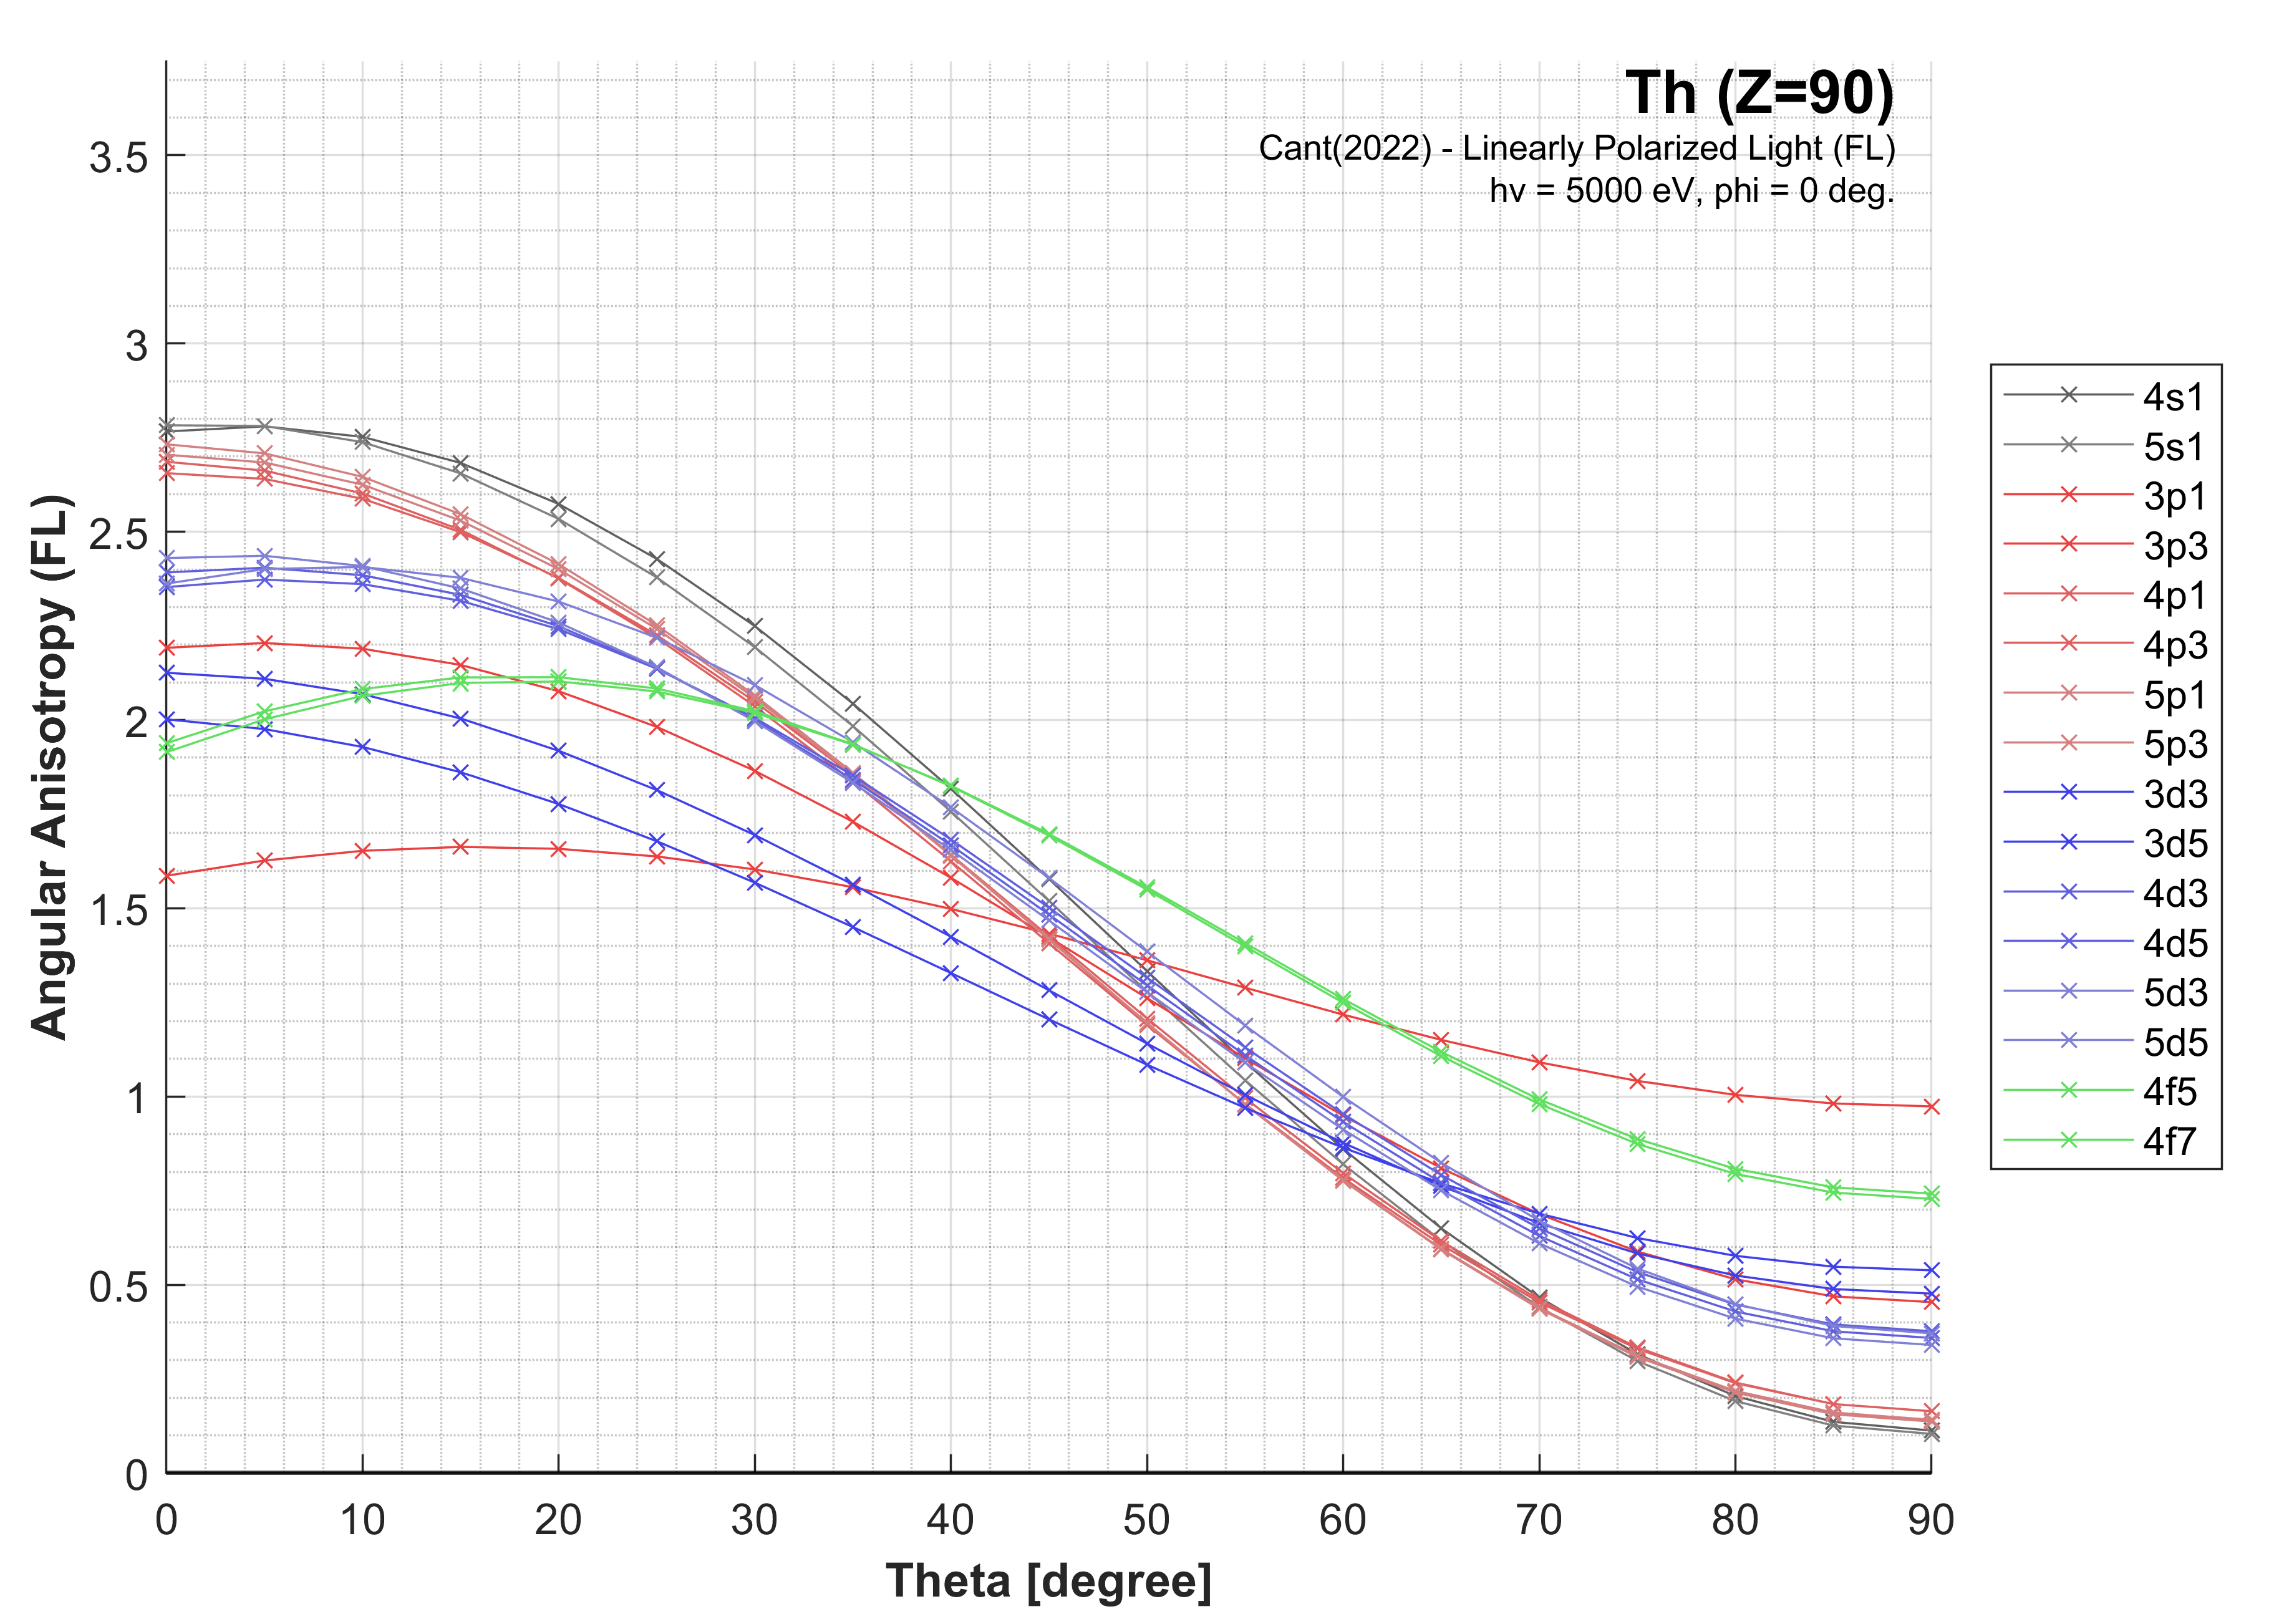 Th (Z=90)
Cant(2022) - Linearly Polarized Light (FL)
hv = 5000 eV, phi = 0 deg.
Angular Anisotropy (FL)
3.5
3
2.5
2
1.5
1
0.5
0
0 10 20 30 40 50 60 70 80 90
Theta [degree]
4s1
5s1
3p1
3p3
4p1
4p3
5p1
5p3
3d3
3d5
4d3
4d5
5d3
5d5
4f5
4f7